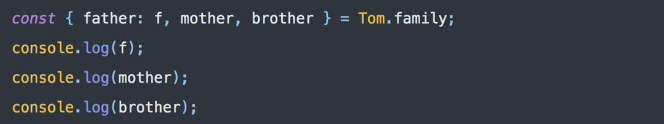 const { father: f, mother, brother } = Tom.family;
console.log(f);
console.log(mother);
console.log(brother);